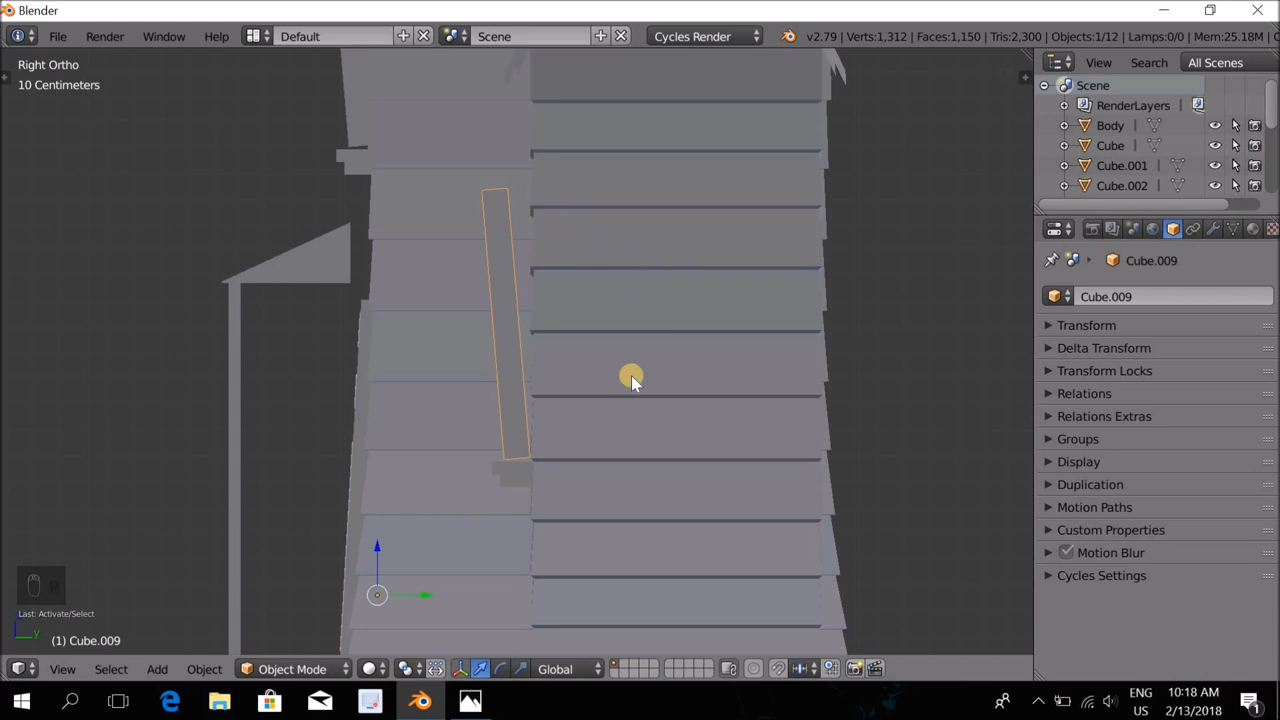 Blender
File Render Window Help Default Scene Cycles Render v2.79 | Verts:1,312 | Faces:1,150 | Tris:2,300 | Objects:1/12 | Lamps:0/0 | Mem:25.18M
Right Ortho
10 Centimeters
View Search All Scenes
Scene
RenderLayers
Body
Cube
Cube.001
Cube.002
Cube.009
Cube.009
Transform
Delta Transform
Transform Locks
Relations
Relations Extras
Groups
Display
Duplication
Motion Paths
Custom Properties
Motion Blur
Cycles Settings
Last: Activate/Select
y
(1) Cube.009
View Select Add Object Object Mode Global
ENG 10:18 AM
US 2/13/2018
1